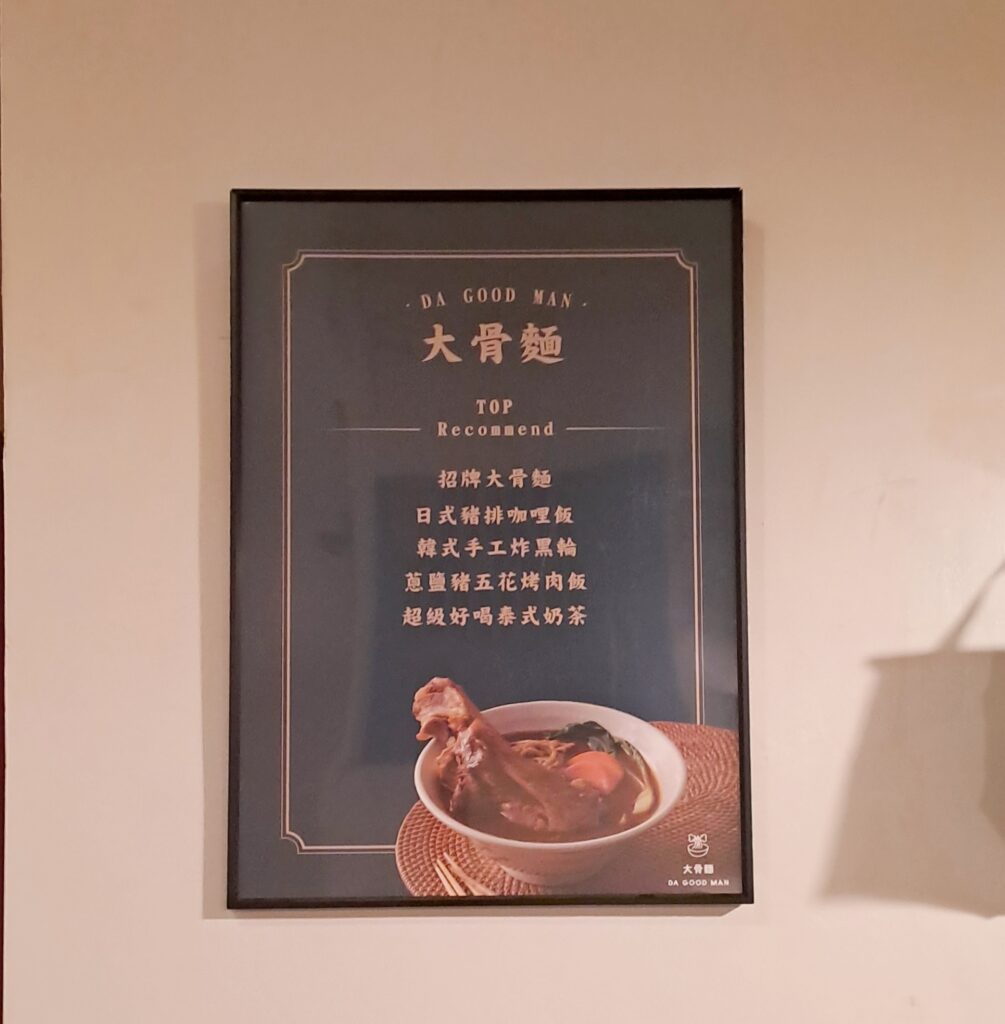 - DA GOOD MAN -
大骨麵
TOP
Recommend
招牌大骨麵
日式豬排咖哩飯
韓式手工炸黑輪
蔥鹽豬五花烤肉飯
超級好喝泰式奶茶
大骨麵
DA GOOD MAN